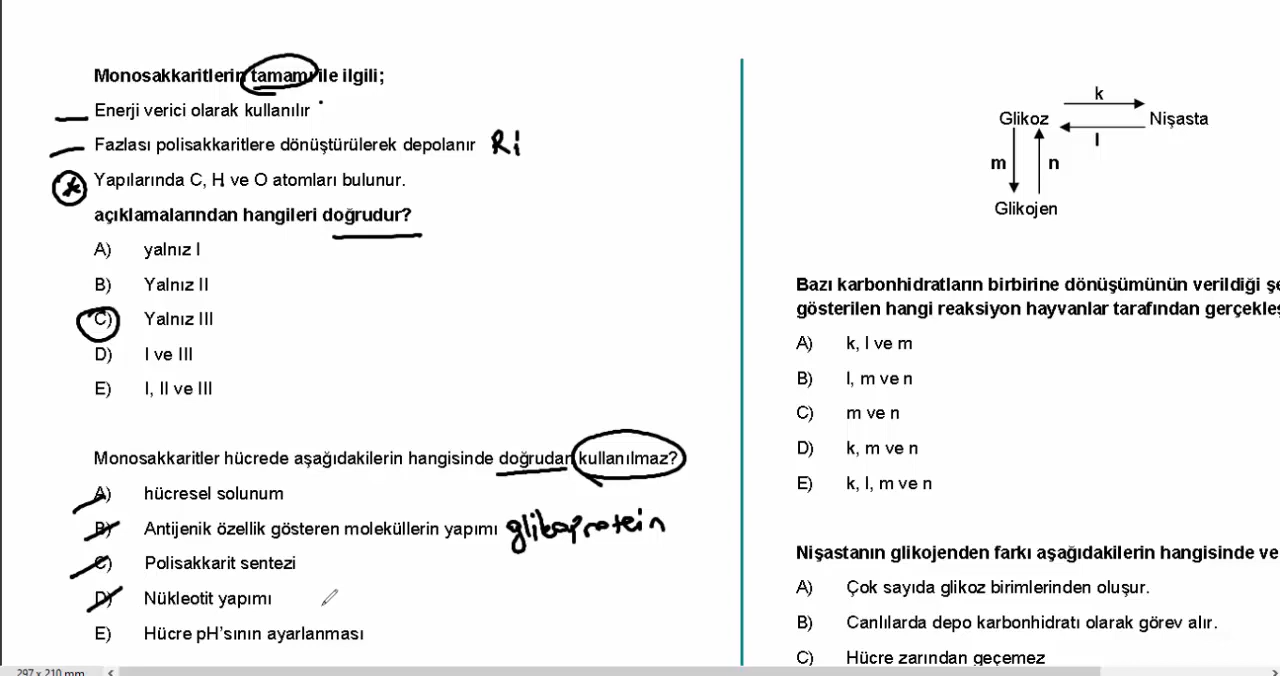 Monosakkaritlerin tamamı ile ilgili;
Enerji verici olarak kullanılır
Fazlası polisakkaritlere dönüştürülerek depolanır Ri
Yapılarında C, H ve O atomları bulunur.
açıklamalarından hangileri doğrudur?
A) yalnız I
B) Yalnız II
C) Yalnız III
D) I ve III
E) I, II ve III
Monosakkaritler hücrede aşağıdakilerin hangisinde doğrudan kullanılmaz?
A) hücresel solunum
B) Antijenik özellik gösteren moleküllerin yapımı glikoprotein
C) Polisakkarit sentezi
D) Nükleotit yapımı
E) Hücre pH'sının ayarlanması
297 x 210 mm
k
Glikoz Nişasta
l
m n
Glikojen
Bazı karbonhidratların birbirine dönüşümünün verildiği şe
gösterilen hangi reaksiyon hayvanlar tarafından gerçekleş
A) k, l ve m
B) l, m ve n
C) m ve n
D) k, m ve n
E) k, l, m ve n
Nişastanın glikojenden farkı aşağıdakilerin hangisinde ve
A) Çok sayıda glikoz birimlerinden oluşur.
B) Canlılarda depo karbonhidratı olarak görev alır.
C) Hücre zarından geçemez